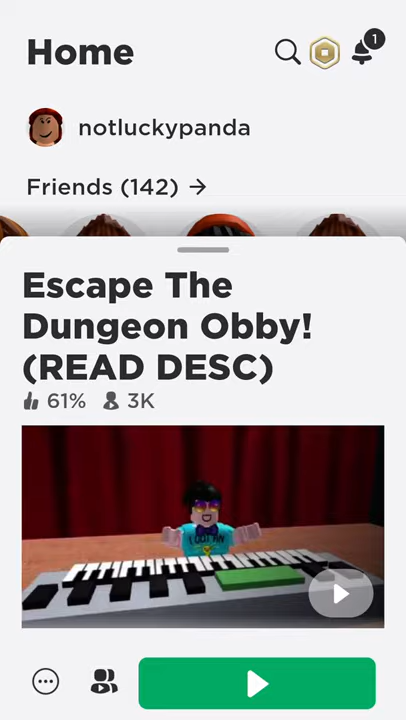 Home
1
notluckypanda
Friends (142) →
Escape The
Dungeon Obby!
(READ DESC)
61% 3K